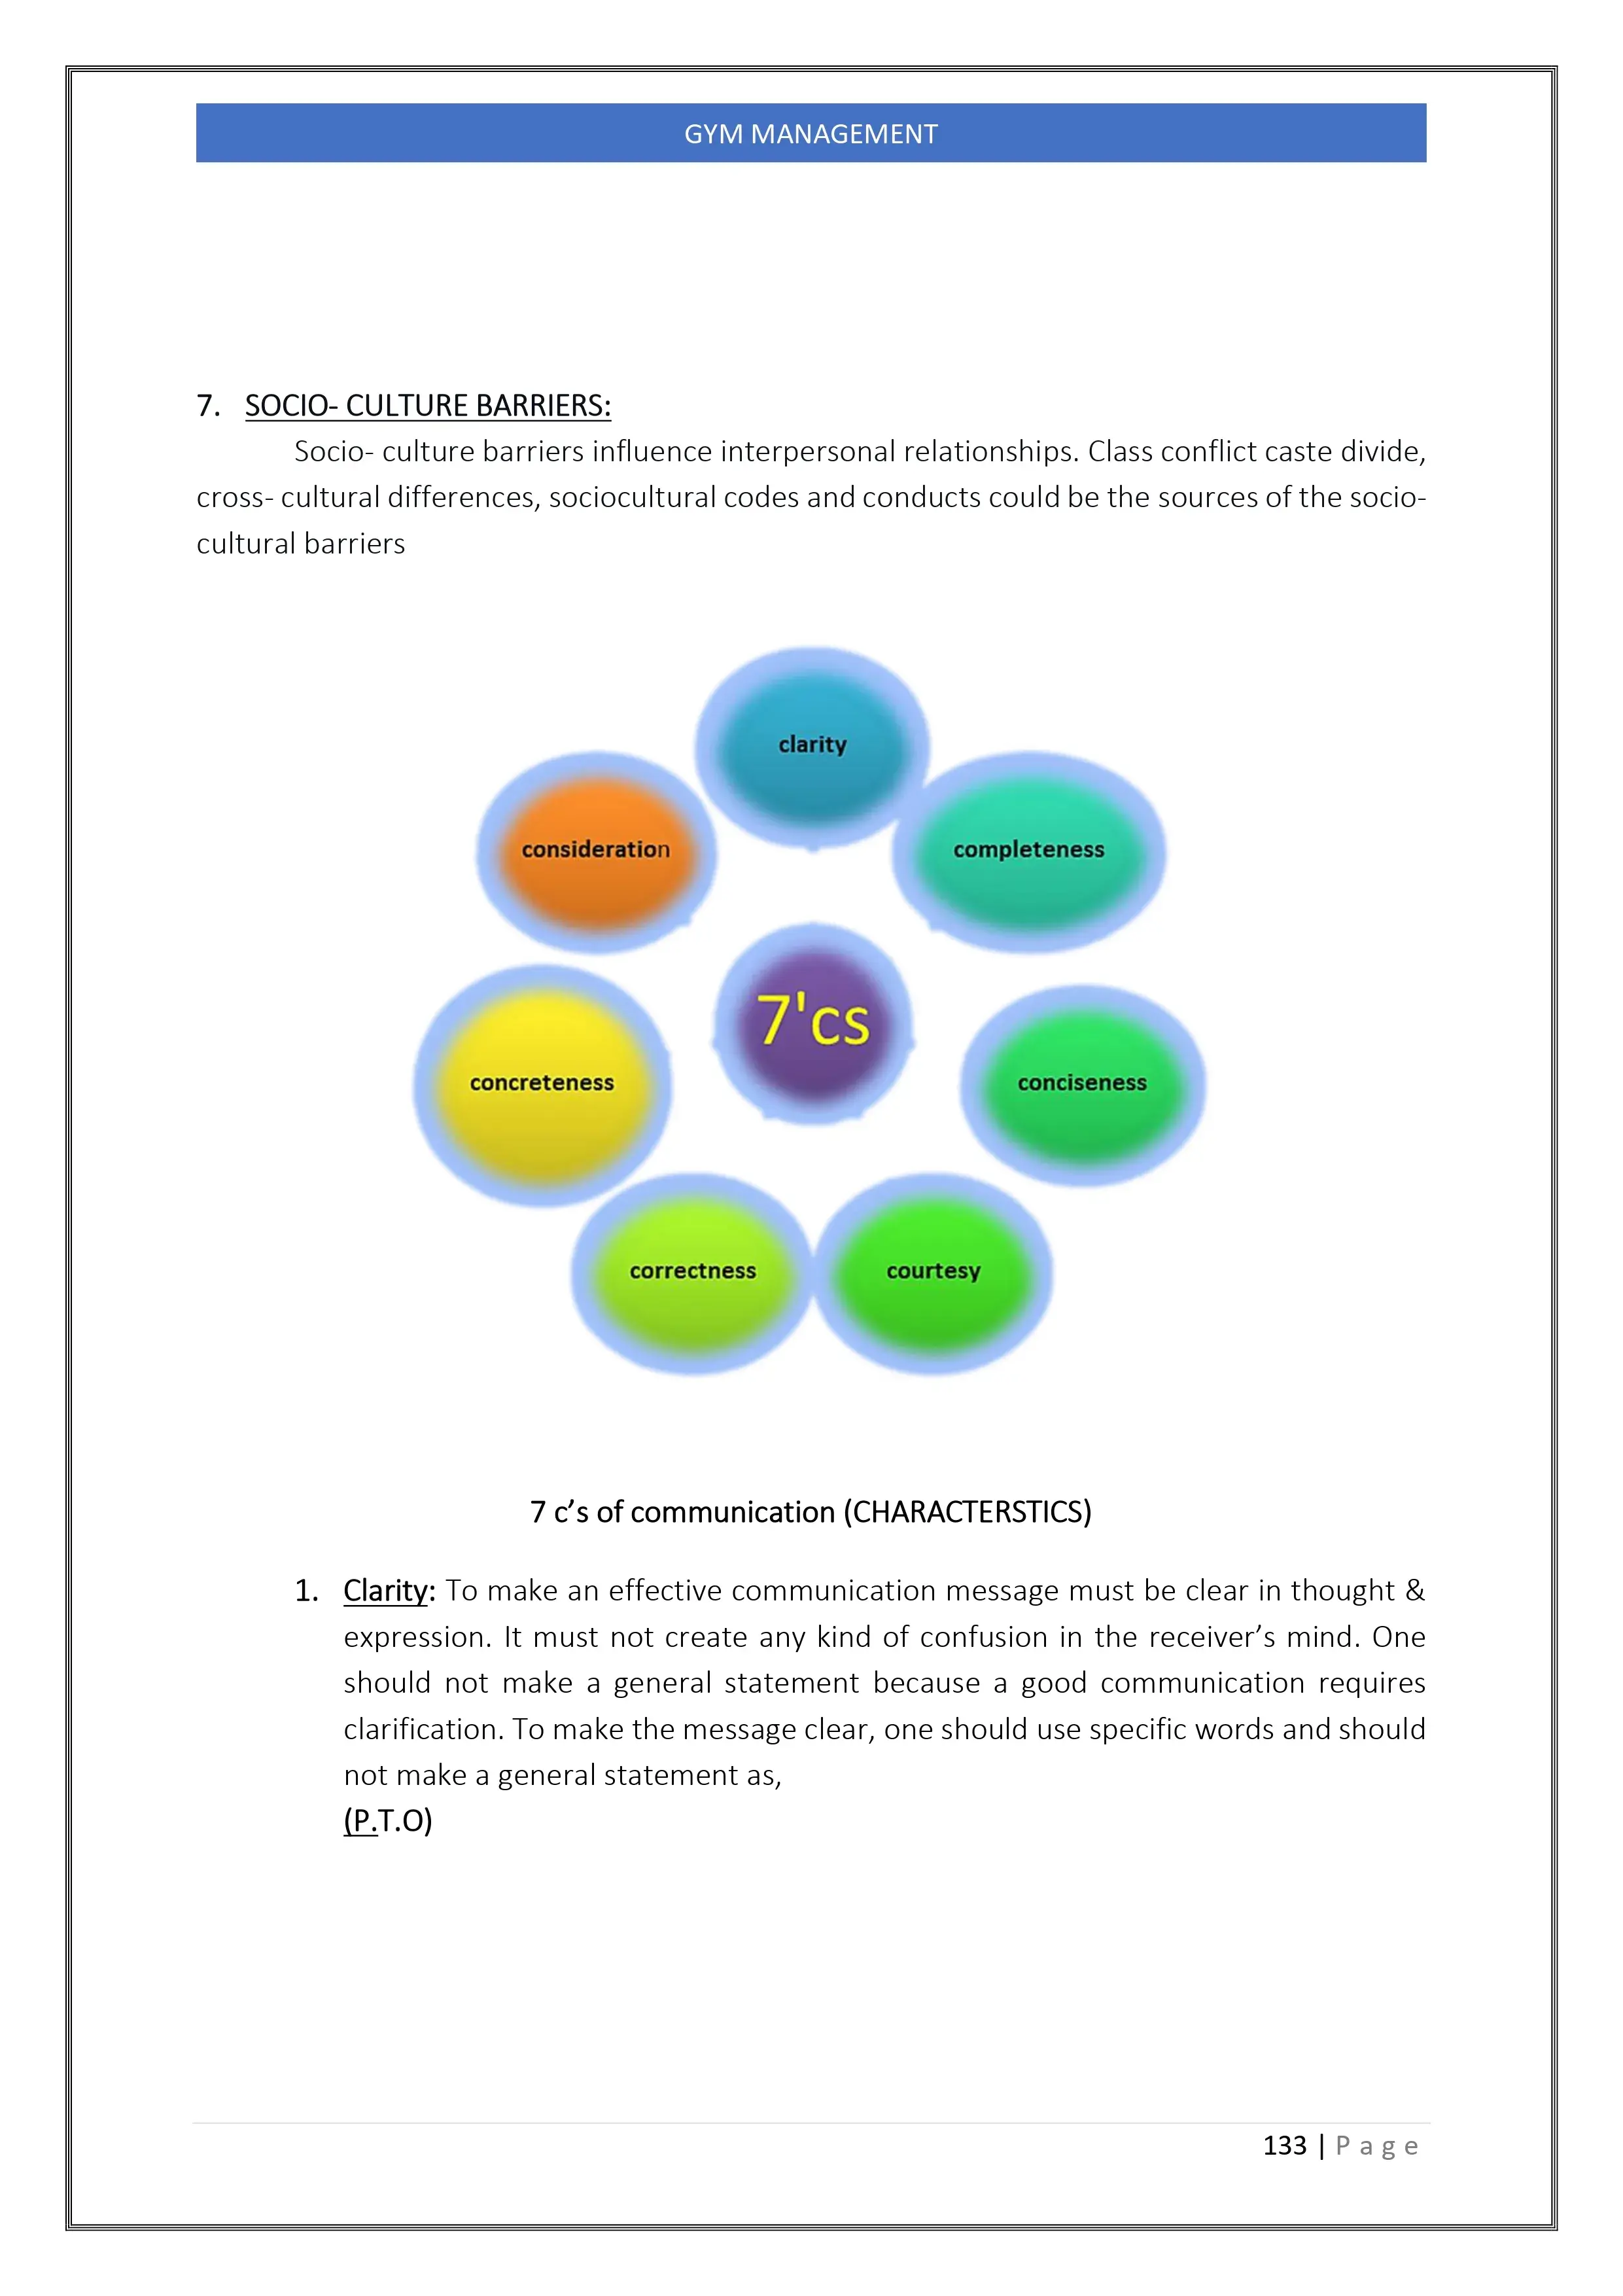 GYM MANAGEMENT
7. SOCIO- CULTURE BARRIERS:
Socio- culture barriers influence interpersonal relationships. Class conflict caste divide,
cross- cultural differences, sociocultural codes and conducts could be the sources of the socio-
cultural barriers
clarity
consideration
completeness
7'cs
concreteness
conciseness
correctness
courtesy
7 c’s of communication (CHARACTERSTICS)
1. Clarity: To make an effective communication message must be clear in thought &
expression. It must not create any kind of confusion in the receiver’s mind. One
should not make a general statement because a good communication requires
clarification. To make the message clear, one should use specific words and should
not make a general statement as,
(P.T.O)
133 | P a g e